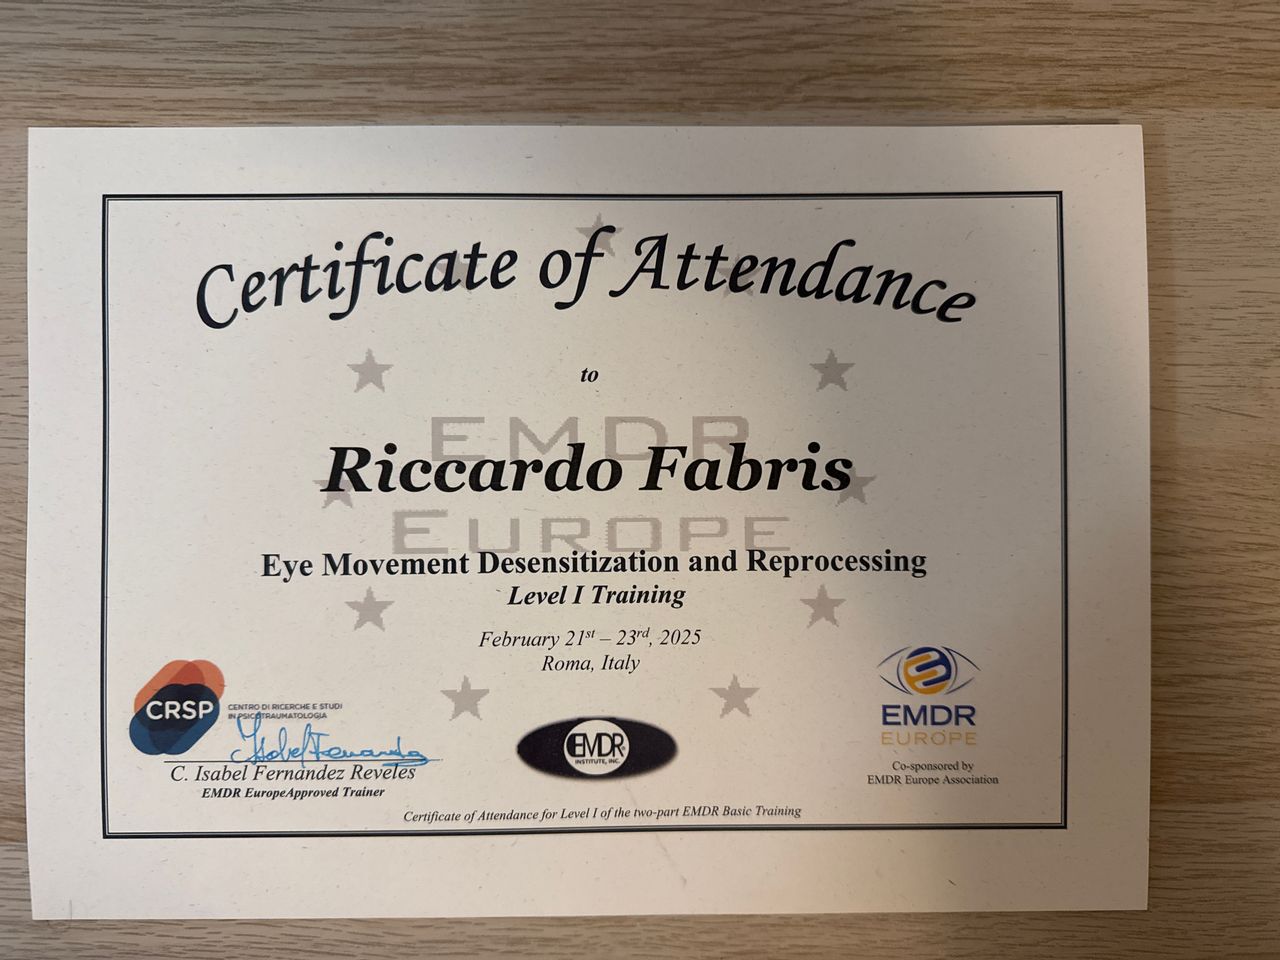 Certificate of Attendance
to
EMDR
Riccardo Fabris
EUROPE
Eye Movement Desensitization and Reprocessing
Level I Training
February 21st – 23rd, 2025
Roma, Italy
CRSP
CENTRO DI RICERCHE E STUDI
IN PSICOTRAUMATOLOGIA
Isabel Fernandez
C. Isabel Fernandez Reveles
EMDR EuropeApproved Trainer
EMDR®
INSTITUTE, INC.
EMDR
EUROPE
Co-sponsored by
EMDR Europe Association
Certificate of Attendance for Level I of the two-part EMDR Basic Training